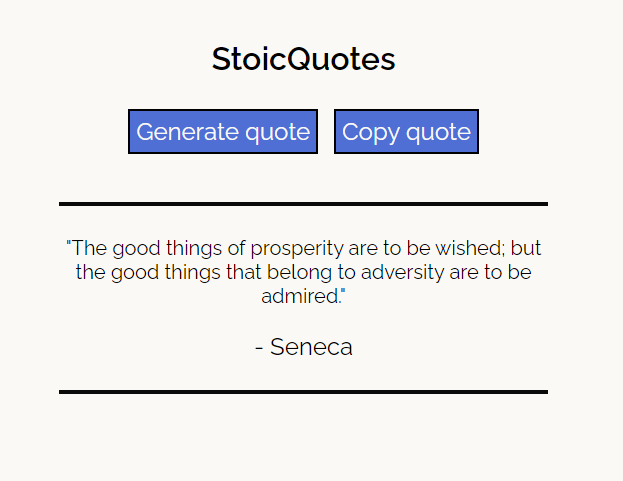 StoicQuotes
Generate quote
Copy quote
"The good things of prosperity are to be wished; but
the good things that belong to adversity are to be
admired."
- Seneca